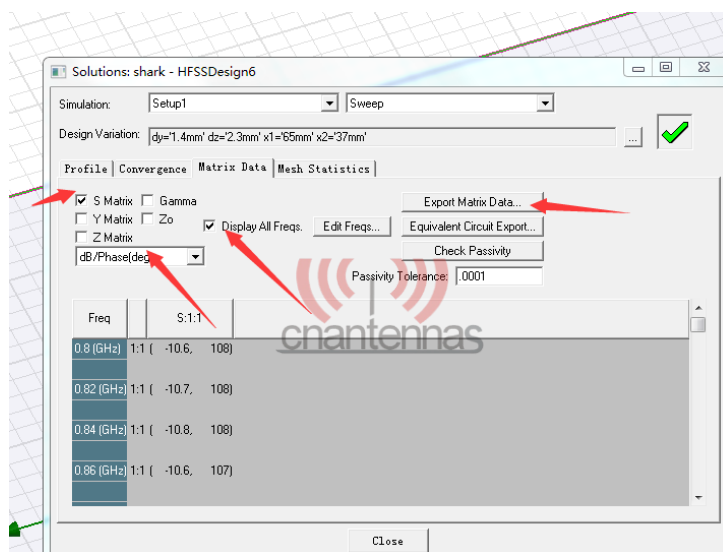 Solutions: shark - HFSSDesign6
Simulation: Setup1 Sweep
Design Variation: dy='1.4mm' dz='2.3mm' x1='65mm' x2='37mm' ...
Profile Convergence Matrix Data Mesh Statistics
S Matrix Gamma Export Matrix Data...
Y Matrix Zo Display All Freqs. Edit Freqs... Equivalent Circuit Export...
Z Matrix Check Passivity
dB/Phase(deg
Passivity Tolerance: .0001
cnantennas
Freq S:1:1
0.8 (GHz) 1:1 ( -10.6, 108)
0.82 (GHz) 1:1 ( -10.7, 108)
0.84 (GHz) 1:1 ( -10.8, 108)
0.86 (GHz) 1:1 ( -10.6, 107)
Close